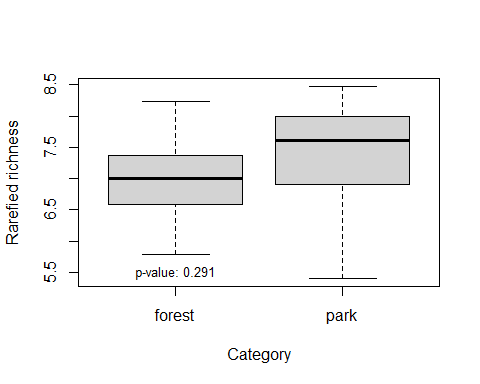 Rarefied richness
8.5
7.5
6.5
5.5
p-value: 0.291
forest park
Category